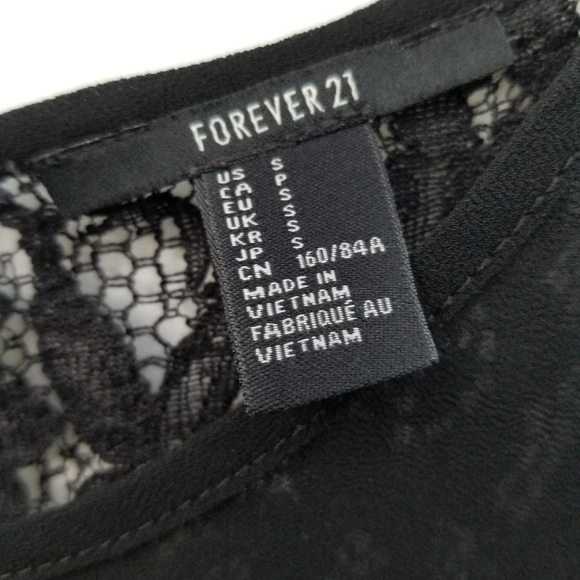 FOREVER 21
US S
CA P
EU S
UK S
KR S
JP S
CN 160/84A
MADE IN
VIETNAM
FABRIQUÉ AU
VIETNAM